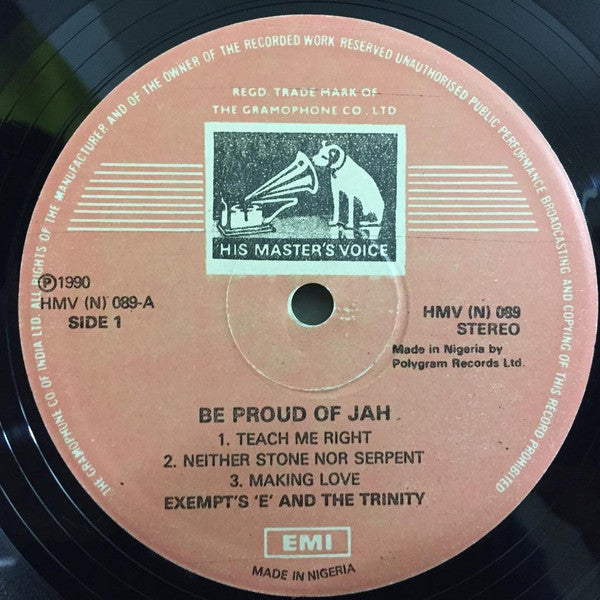 THE GRAMOPHONE CO OF INDIA LTD. ALL RIGHTS OF THE MANUFACTURER AND OF THE OWNER OF THE RECORDED WORK RESERVED UNAUTHORISED PUBLIC PERFORMANCE BROADCASTING AND COPYING OF THIS RECORD PROHIBITED
REGD. TRADE MARK OF
THE GRAMOPHONE CO., LTD
HIS MASTER'S VOICE
Ⓟ1990
HMV (N) 089-A
SIDE 1
HMV (N) 089
STEREO
Made in Nigeria by
Polygram Records Ltd.
BE PROUD OF JAH
1. TEACH ME RIGHT
2. NEITHER STONE NOR SERPENT
3. MAKING LOVE
EXEMPT'S 'E' AND THE TRINITY
EMI
MADE IN NIGERIA